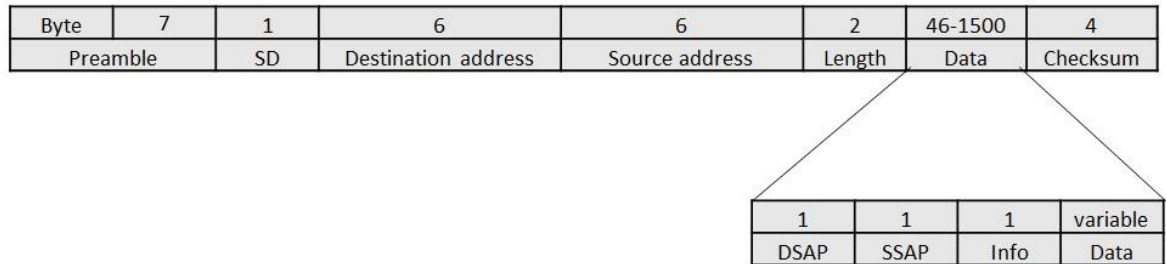 Byte 7 1 6 6 2 46-1500 4
Preamble SD Destination address Source address Length Data Checksum
1 1 1 variable
DSAP SSAP Info Data